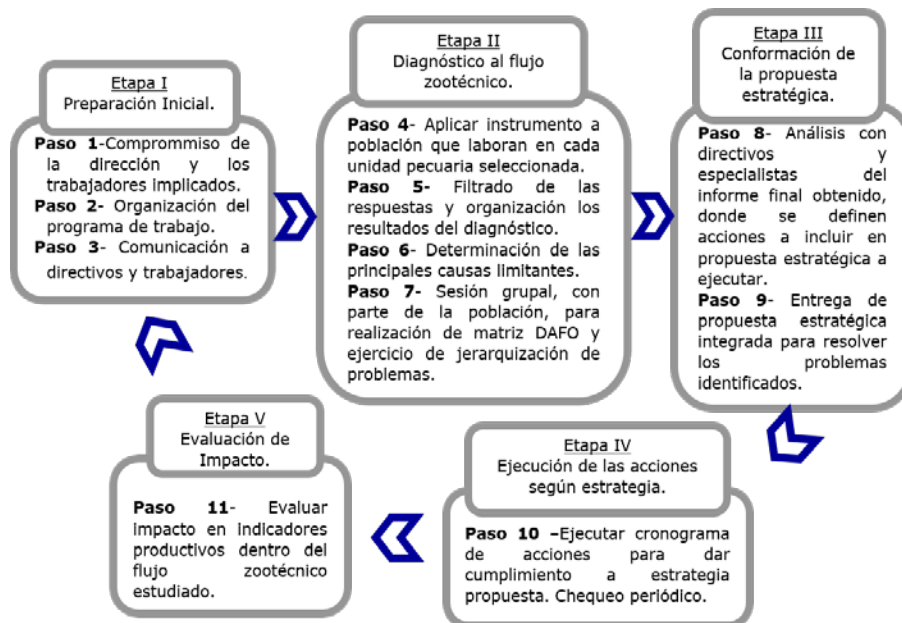 Etapa I
Preparación Inicial.
Paso 1-Comprommiso de
la dirección y los
trabajadores implicados.
Paso 2- Organización del
programa de trabajo.
Paso 3- Comunicación a
directivos y trabajadores.
Etapa II
Diagnóstico al flujo
zootécnico.
Paso 4- Aplicar instrumento a
población que laboran en cada
unidad pecuaria seleccionada.
Paso 5- Filtrado de las
respuestas y organización los
resultados del diagnóstico.
Paso 6- Determinación de las
principales causas limitantes.
Paso 7- Sesión grupal, con
parte de la población, para
realización de matriz DAFO y
ejercicio de jerarquización de
problemas.
Etapa III
Conformación de
la propuesta
estratégica.
Paso 8- Análisis con
directivos y
especialistas del
informe final obtenido,
donde se definen
acciones a incluir en
propuesta estratégica a
ejecutar.
Paso 9- Entrega de
propuesta estratégica
integrada para resolver
los problemas
identificados.
Etapa IV
Ejecución de las acciones
según estrategia.
Paso 10 –Ejecutar cronograma
de acciones para dar
cumplimiento a estrategia
propuesta. Chequeo periódico.
Etapa V
Evaluación de
Impacto.
Paso 11- Evaluar
impacto en indicadores
productivos dentro del
flujo zootécnico
estudiado.